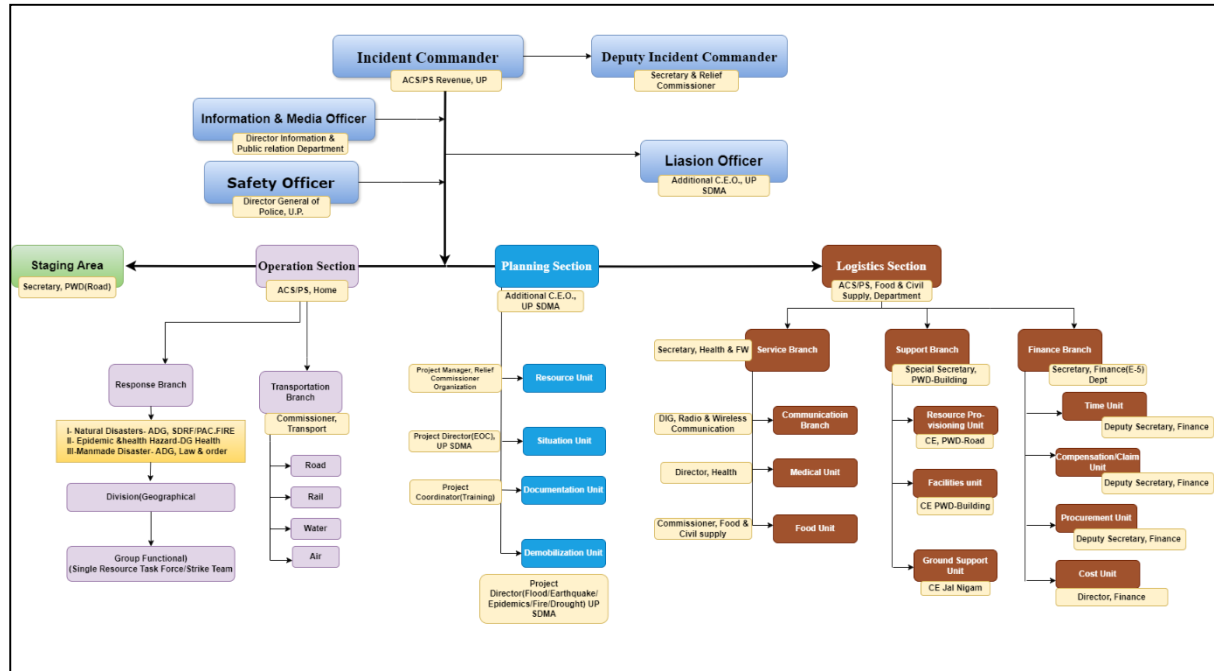 Incident Commander
ACS/PS Revenue, UP
Deputy Incident Commander
Secretary & Relief
Commissioner
Information & Media Officer
Director Information &
Public relation Department
Liasion Officer
Additional C.E.O., UP
SDMA
Safety Officer
Director General of
Police, U.P.
Staging Area
Secretary, PWD(Road)
Operation Section
ACS/PS, Home
Planning Section
Additional C.E.O.,
UP SDMA
Logistics Section
ACS/PS, Food & Civil
Supply, Department
Response Branch
I- Natural Disasters- ADG, SDRF/PAC.FIRE
II- Epidemic &health Hazard-DG Health
III-Manmade Disaster- ADG, Law & order
Division(Geographical
Group Functional)
(Single Resource Task Force/Strike Team
Transportation
Branch
Commissioner,
Transport
Road
Rail
Water
Air
Project Manager, Relief
Commissioner
Organization
Resource Unit
Project Director(EOC),
UP SDMA
Situation Unit
Project
Coordinator(Training)
Documentation Unit
Demobilization Unit
Project
Director(Flood/Earthquake/
Epidemics/Fire/Drought) UP
SDMA
Secretary, Health & FW
Service Branch
DIG, Radio & Wireless
Communication
Communicatioin
Branch
Director, Health
Medical Unit
Commissioner, Food &
Civil supply
Food Unit
Support Branch
Special Secretary,
PWD-Building
Resource Pro-
visioning Unit
CE, PWD-Road
Facilities unit
CE PWD-Building
Ground Support
Unit
CE Jal Nigam
Finance Branch
Secretary, Finance(E-5)
Dept
Time Unit
Deputy Secretary, Finance
Compensation/Claim
Unit
Deputy Secretary, Finance
Procurement Unit
Deputy Secretary, Finance
Cost Unit
Director, Finance